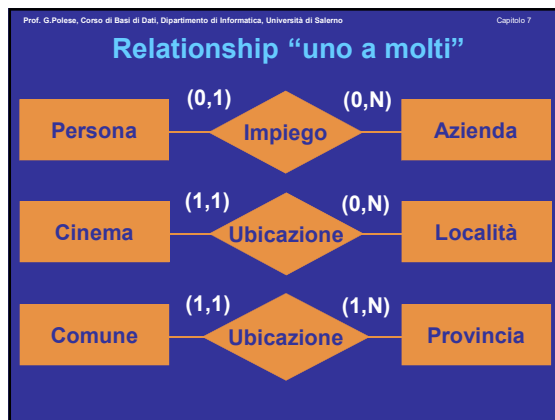 Prof. G.Polese, Corso di Basi di Dati, Dipartimento di Informatica, Università di Salerno Capitolo 7
Relationship “uno a molti”
(0,1) (0,N)
Persona Impiego Azienda
(1,1) (0,N)
Cinema Ubicazione Località
(1,1) (1,N)
Comune Ubicazione Provincia